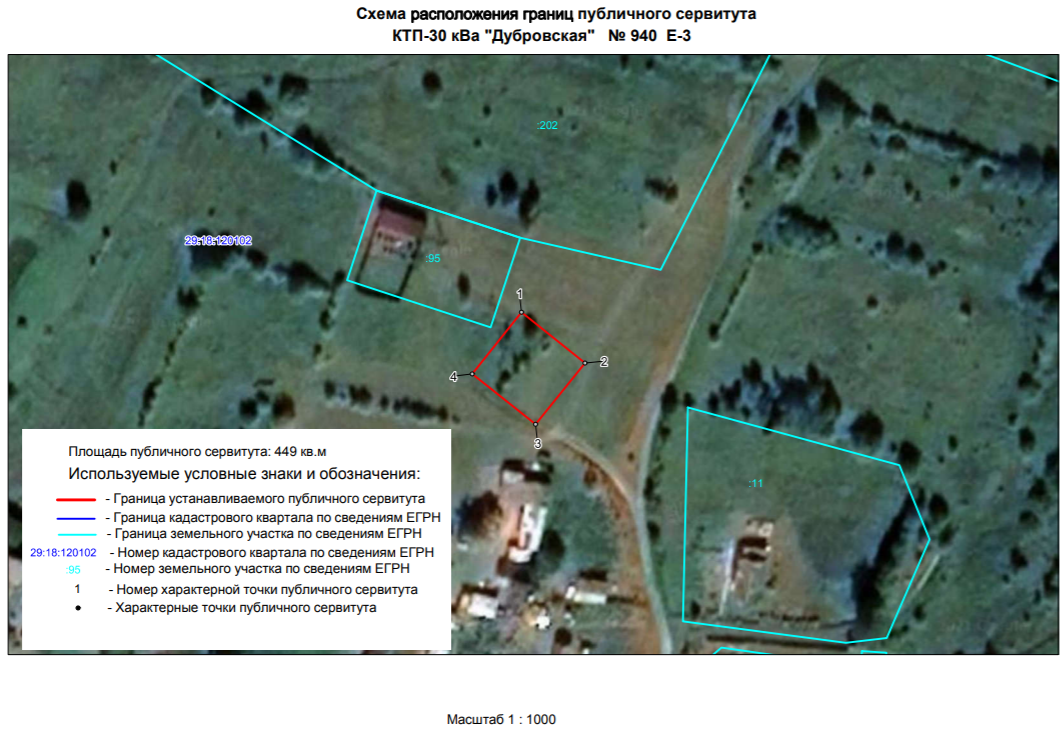 Схема расположения границ публичного сервитута
КТП-30 кВа "Дубровская" № 940 Е-3
:202
29:18:120102
:95
1
2
4
3
:11
Площадь публичного сервитута: 449 кв.м
Используемые условные знаки и обозначения:
- Граница устанавливаемого публичного сервитута
- Граница кадастрового квартала по сведениям ЕГРН
- Граница земельного участка по сведениям ЕГРН
29:18:120102 - Номер кадастрового квартала по сведениям ЕГРН
:95 - Номер земельного участка по сведениям ЕГРН
1 - Номер характерной точки публичного сервитута
- Характерные точки публичного сервитута
Масштаб 1 : 1000